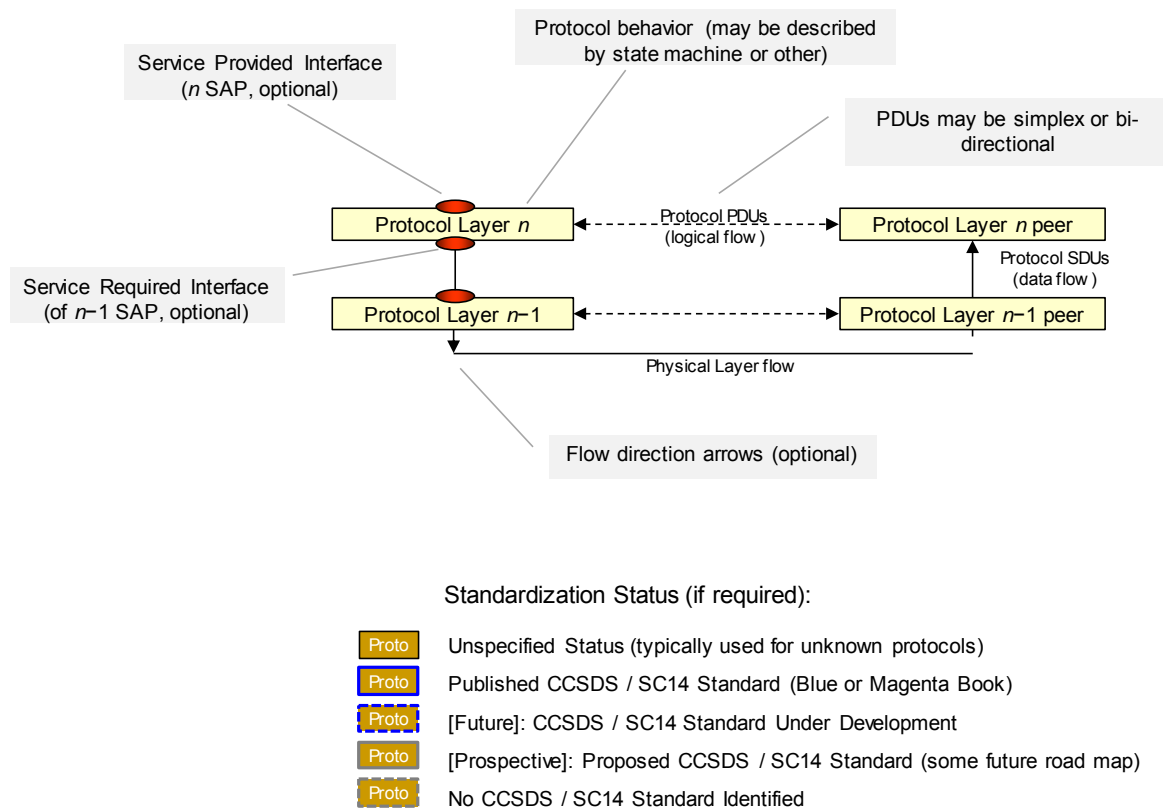 Protocol behavior (may be described
by state machine or other)
Service Provided Interface
(n SAP, optional)
PDUs may be simplex or bi-
directional
Protocol Layer n
Protocol PDUs
(logical flow )
Protocol Layer n peer
Service Required Interface
(of n−1 SAP, optional)
Protocol SDUs
(data flow )
Protocol Layer n−1
Protocol Layer n−1 peer
Physical Layer flow
Flow direction arrows (optional)
Standardization Status (if required):
Proto Unspecified Status (typically used for unknown protocols)
Proto Published CCSDS / SC14 Standard (Blue or Magenta Book)
Proto [Future]: CCSDS / SC14 Standard Under Development
Proto [Prospective]: Proposed CCSDS / SC14 Standard (some future road map)
Proto No CCSDS / SC14 Standard Identified